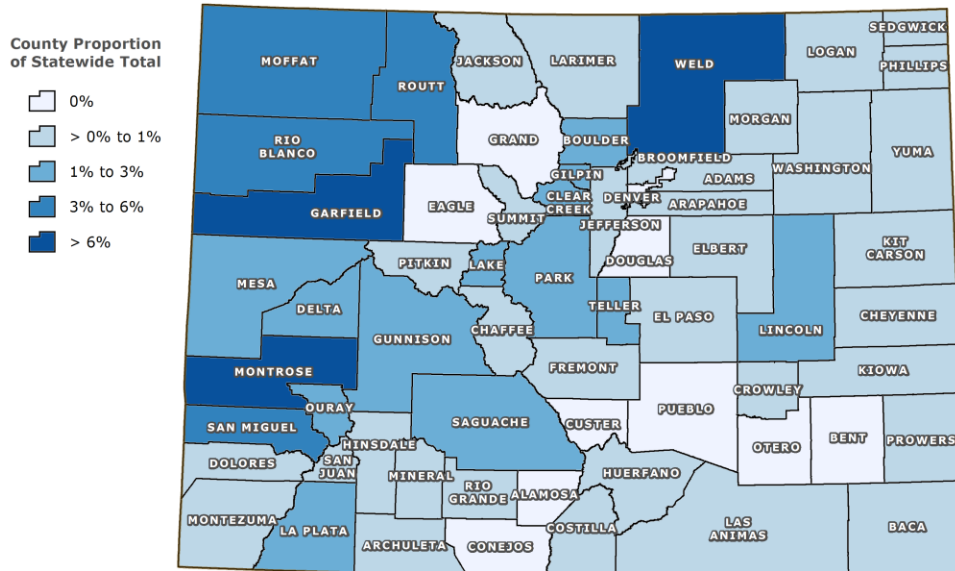 County Proportion
of Statewide Total
0%
> 0% to 1%
1% to 3%
3% to 6%
> 6%
MOFFAT
ROUTT
JACKSON
LARIMER
WELD
LOGAN
SEDGWICK
PHILLIPS
RIO
BLANCO
GRAND
BOULDER
MORGAN
WASHINGTON
YUMA
GARFIELD
EAGLE
SUMMIT
GILPIN
CLEAR
CREEK
BROOMFIELD
ADAMS
DENVER
ARAPAHOE
JEFFERSON
DOUGLAS
ELBERT
KIT
CARSON
MESA
PITKIN
LAKE
PARK
DELTA
TELLER
GUNNISON
CHAFFEE
EL PASO
LINCOLN
CHEYENNE
MONTROSE
FREMONT
KIOWA
CROWLEY
OURAY
SAGUACHE
CUSTER
PUEBLO
SAN MIGUEL
OTERO
BENT
PROWERS
HINSDALE
DOLORES
SAN
JUAN
MINERAL
RIO
GRANDE
ALAMOSA
HUERFANO
MONTEZUMA
LA PLATA
ARCHULETA
CONEJOS
COSTILLA
LAS
ANIMAS
BACA